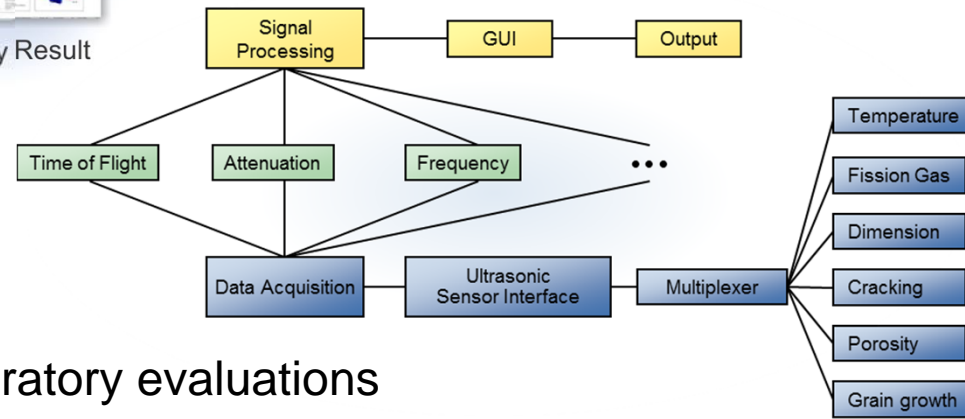 Result
Signal
Processing
GUI
Output
Temperature
Time of Flight
Attenuation
Frequency
...
Fission Gas
Dimension
Data Acquisition
Ultrasonic
Sensor Interface
Multiplexer
Cracking
Porosity
Grain growth
evaluations